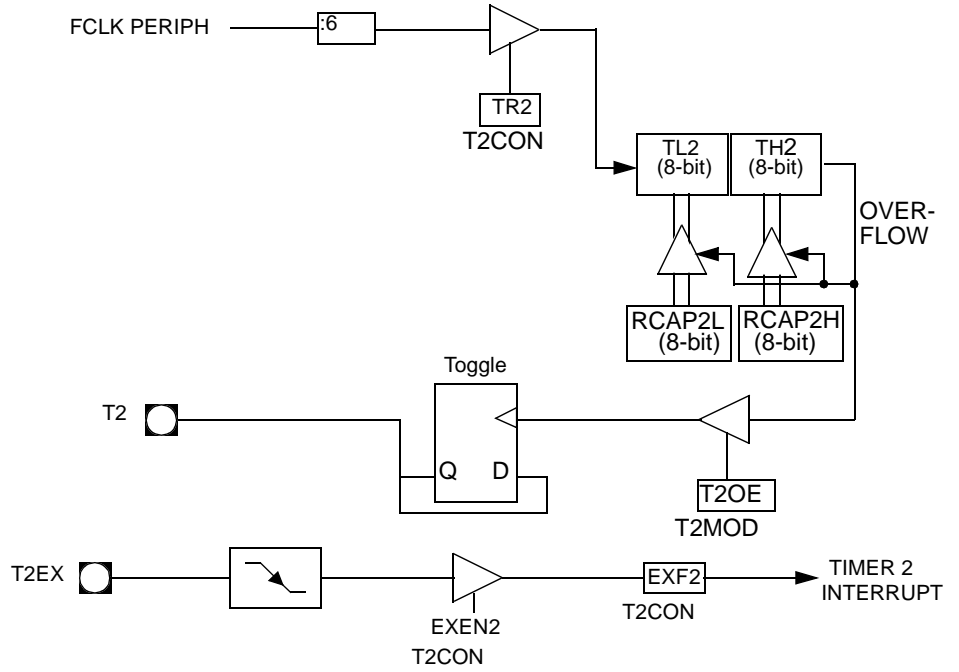 FCLK PERIPH
:6
TR2
T2CON
TL2
(8-bit)
TH2
(8-bit)
OVER-
FLOW
RCAP2L
(8-bit)
RCAP2H
(8-bit)
Toggle
T2
Q
D
T2OE
T2MOD
T2EX
EXEN2
T2CON
EXF2
T2CON
TIMER 2
INTERRUPT